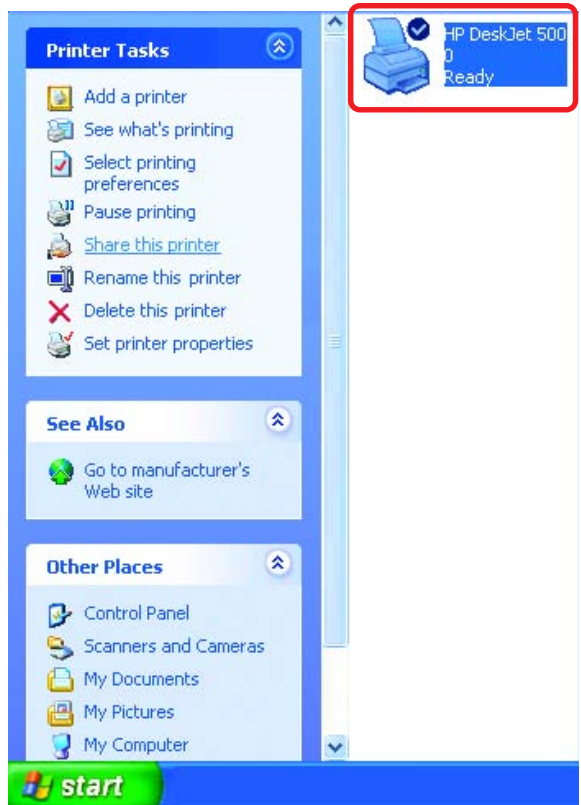 Printer Tasks
Add a printer
See what's printing
Select printing
preferences
Pause printing
Share this printer
Rename this printer
Delete this printer
Set printer properties
See Also
Go to manufacturer's
Web site
Other Places
Control Panel
Scanners and Cameras
My Documents
My Pictures
My Computer
HP DeskJet 500
0
Ready
start